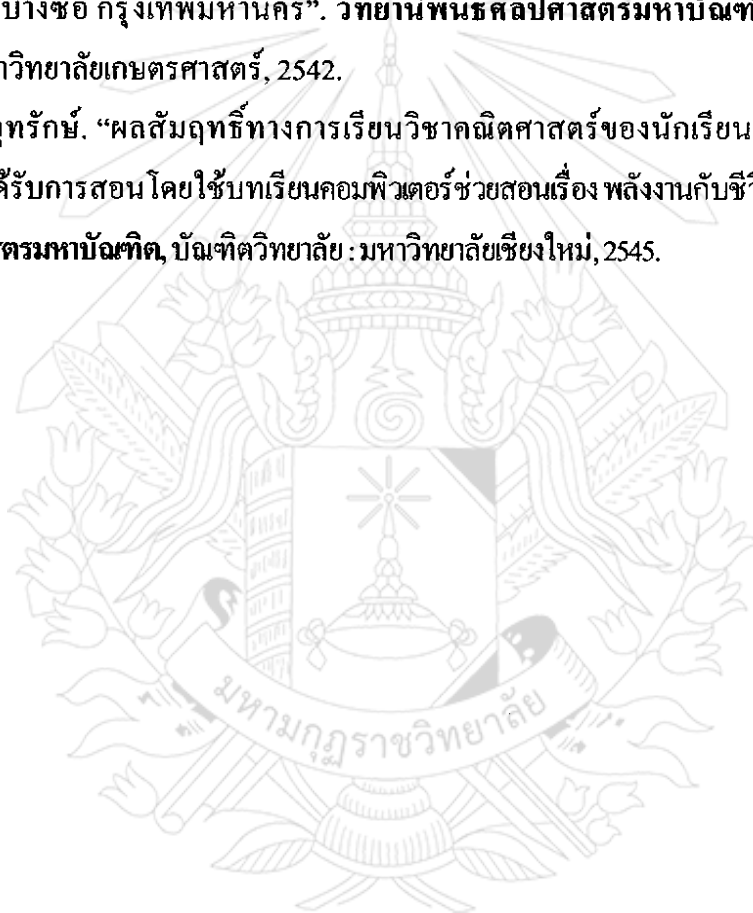 บางซื่อ กรุงเทพมหานคร”. วิทยานิพนธ์ศิลปศาสตรมหาบัณฑ
าวิทยาลัยเกษตรศาสตร์, 2542.
ุทรักษ์. “ผลสัมฤทธิ์ทางการเรียนวิชาคณิตศาสตร์ของนักเรียน
ด้รับการสอนโดยใช้บทเรียนคอมพิวเตอร์ช่วยสอนเรื่อง พลังงานกับชีวิ
ตรมหาบัณฑิต, บัณฑิตวิทยาลัย : มหาวิทยาลัยเชียงใหม่, 2545.
มหามกุฏราชวิทยาลัย